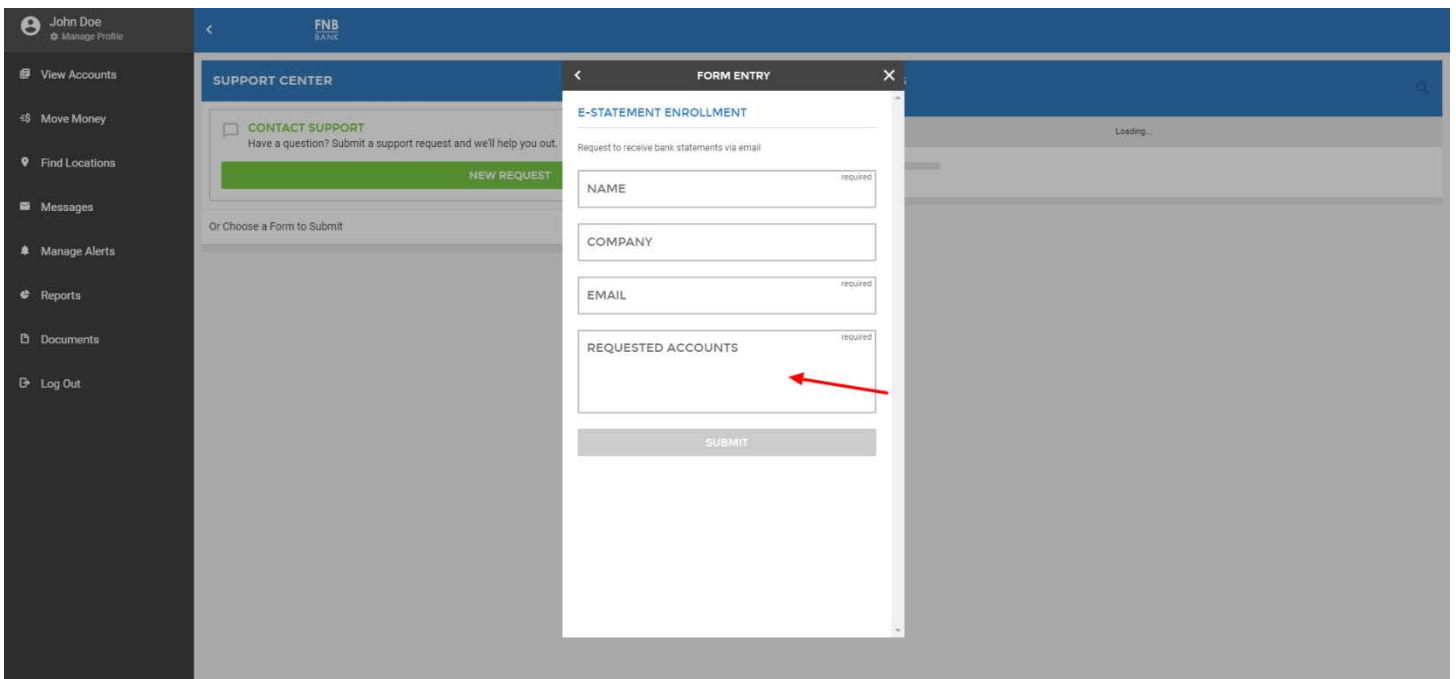 John Doe
Manage Profile
FNB
BANK
View Accounts
Move Money
Find Locations
Messages
Manage Alerts
Reports
Documents
Log Out
SUPPORT CENTER
CONTACT SUPPORT
Have a question? Submit a support request and we'll help you out.
NEW REQUEST
Or Choose a Form to Submit
FORM ENTRY
E-STATEMENT ENROLLMENT
Request to receive bank statements via email
NAME
required
COMPANY
EMAIL
required
REQUESTED ACCOUNTS
required
SUBMIT
Loading...